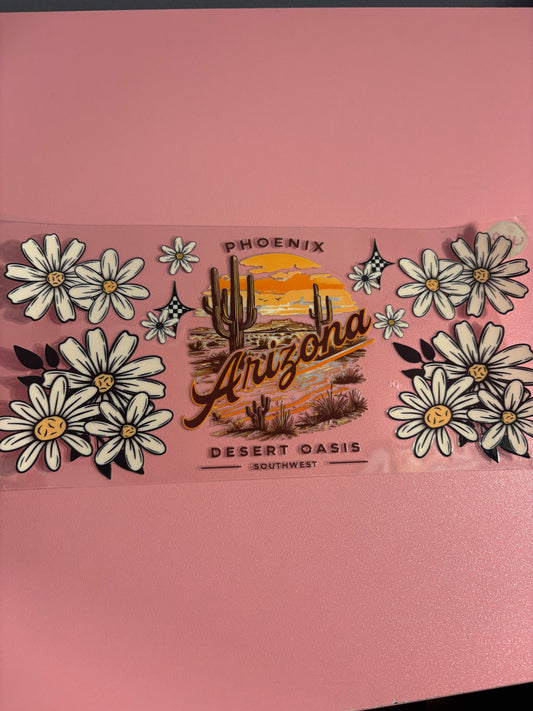 PHOENIX
Arizona
DESERT OASIS
SOUTHWEST